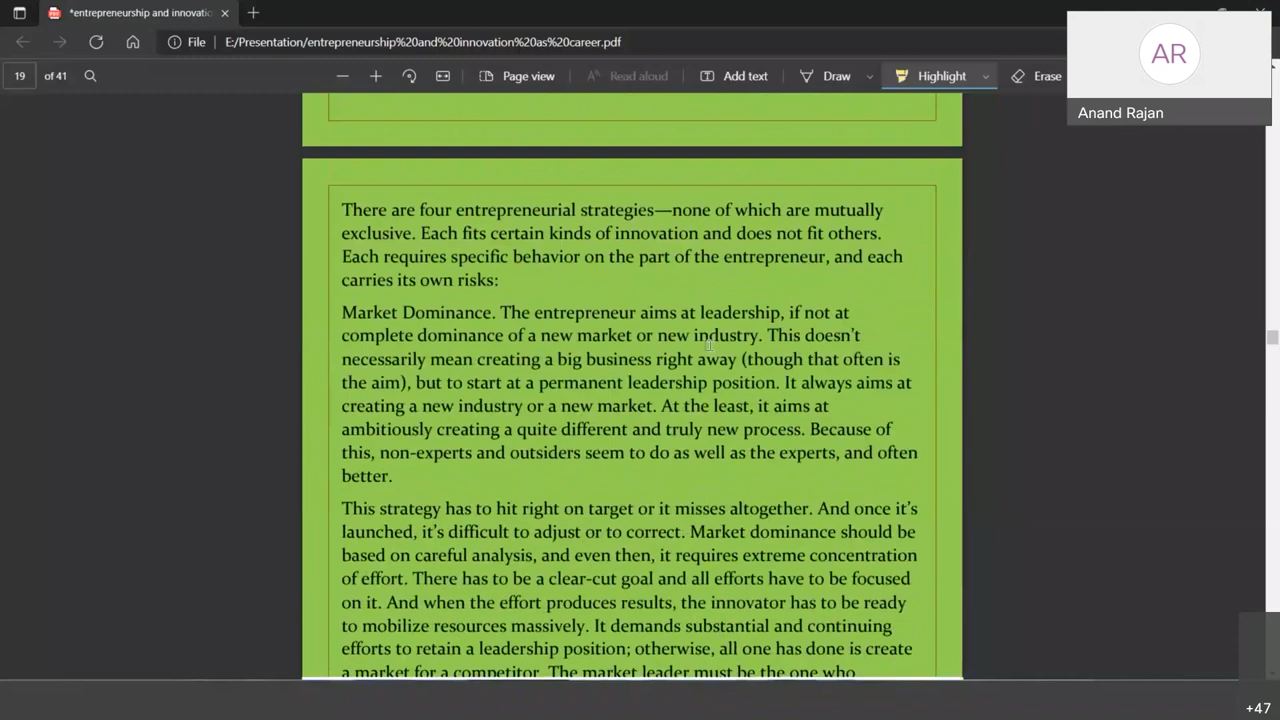 *entrepreneurship and innovatio
File
E:/Presentation/entrepreneurship%20and%20innovation%20as%20career.pdf
19 of 41
Page view
Read aloud
Add text
Draw
Highlight
Erase
AR
Anand Rajan
There are four entrepreneurial strategies—none of which are mutually
exclusive. Each fits certain kinds of innovation and does not fit others.
Each requires specific behavior on the part of the entrepreneur, and each
carries its own risks:
Market Dominance. The entrepreneur aims at leadership, if not at
complete dominance of a new market or new industry. This doesn't
necessarily mean creating a big business right away (though that often is
the aim), but to start at a permanent leadership position. It always aims at
creating a new industry or a new market. At the least, it aims at
ambitiously creating a quite different and truly new process. Because of
this, non-experts and outsiders seem to do as well as the experts, and often
better.
This strategy has to hit right on target or it misses altogether. And once it's
launched, it's difficult to adjust or to correct. Market dominance should be
based on careful analysis, and even then, it requires extreme concentration
of effort. There has to be a clear-cut goal and all efforts have to be focused
on it. And when the effort produces results, the innovator has to be ready
to mobilize resources massively. It demands substantial and continuing
efforts to retain a leadership position; otherwise, all one has done is create
a market for a competitor. The market leader must be the one who
+47